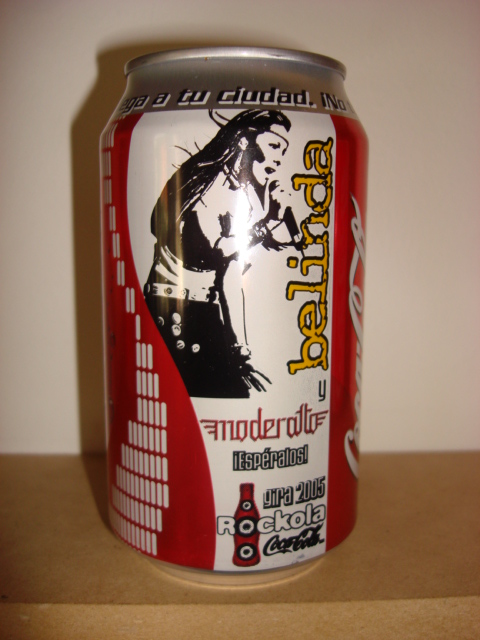 ga a tu ciudad. ¡No
belinda
y
moderatto
¡Espéralos!
gira 2005
Rockola
Coca-Cola
Coca-Cola